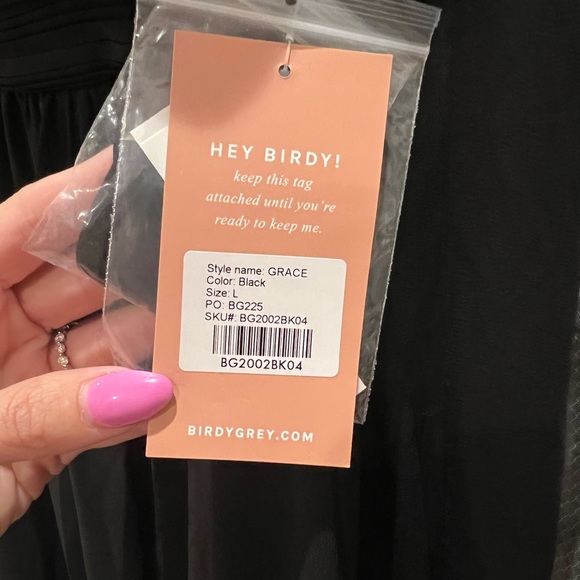 HEY BIRDY!
keep this tag
attached until you're
ready to keep me.
Style name: GRACE
Color: Black
Size: L
PO: BG225
SKU#: BG2002BK04
BG2002BK04
BIRDYGREY.COM